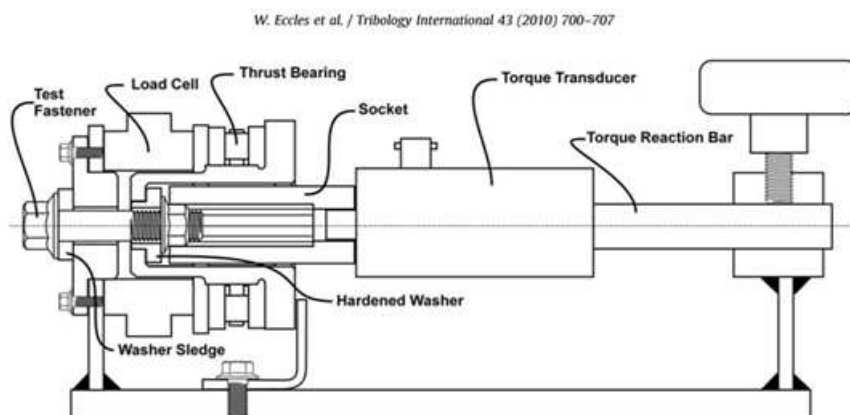 W. Eccles et al. / Tribology International 43 (2010) 700–707
Thrust Bearing
Torque Transducer
Load Cell
Test
Fastener
Socket
Torque Reaction Bar
Hardened Washer
Washer Sledge